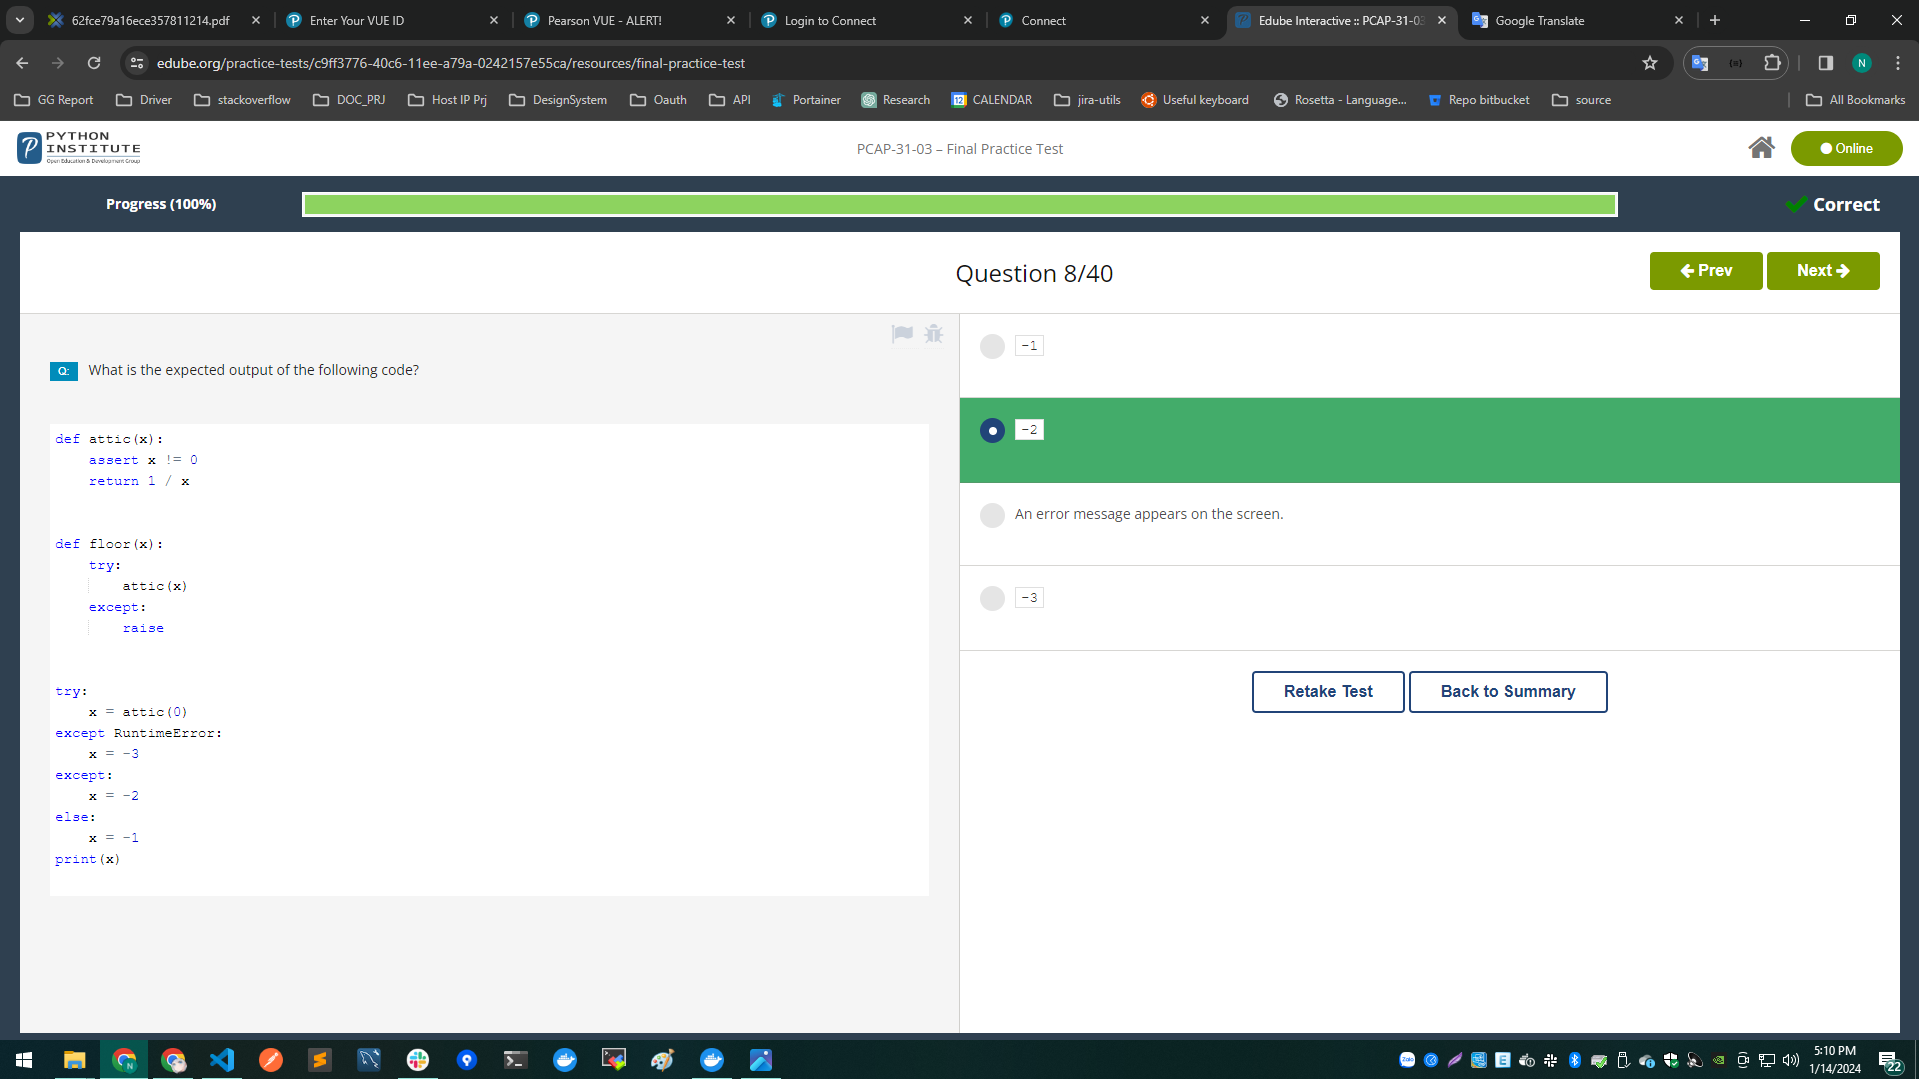 62fce79a16ece357811214.pdf
Enter Your VUE ID
Pearson VUE - ALERT!
Login to Connect
Connect
Edube Interactive :: PCAP-31-03
Google Translate
edube.org/practice-tests/c9ff3776-40c6-11ee-a79a-0242157e55ca/resources/final-practice-test
N
GG Report
Driver
stackoverflow
DOC_PRJ
Host IP Prj
DesignSystem
Oauth
API
Portainer
Research
12
CALENDAR
jira-utils
Useful keyboard
Rosetta - Language...
Repo bitbucket
source
All Bookmarks
PYTHON
INSTITUTE
Open Education & Development Group
PCAP-31-03 – Final Practice Test
Online
Progress (100%)
Correct
Question 8/40
Prev
Next
Q:
What is the expected output of the following code?
def attic(x):
    assert x != 0
    return 1 / x
def floor(x):
    try:
        attic(x)
    except:
        raise
try:
    x = attic(0)
except RuntimeError:
    x = -3
except:
    x = -2
else:
    x = -1
print(x)
-1
-2
An error message appears on the screen.
-3
Retake Test
Back to Summary
5:10 PM
1/14/2024
22